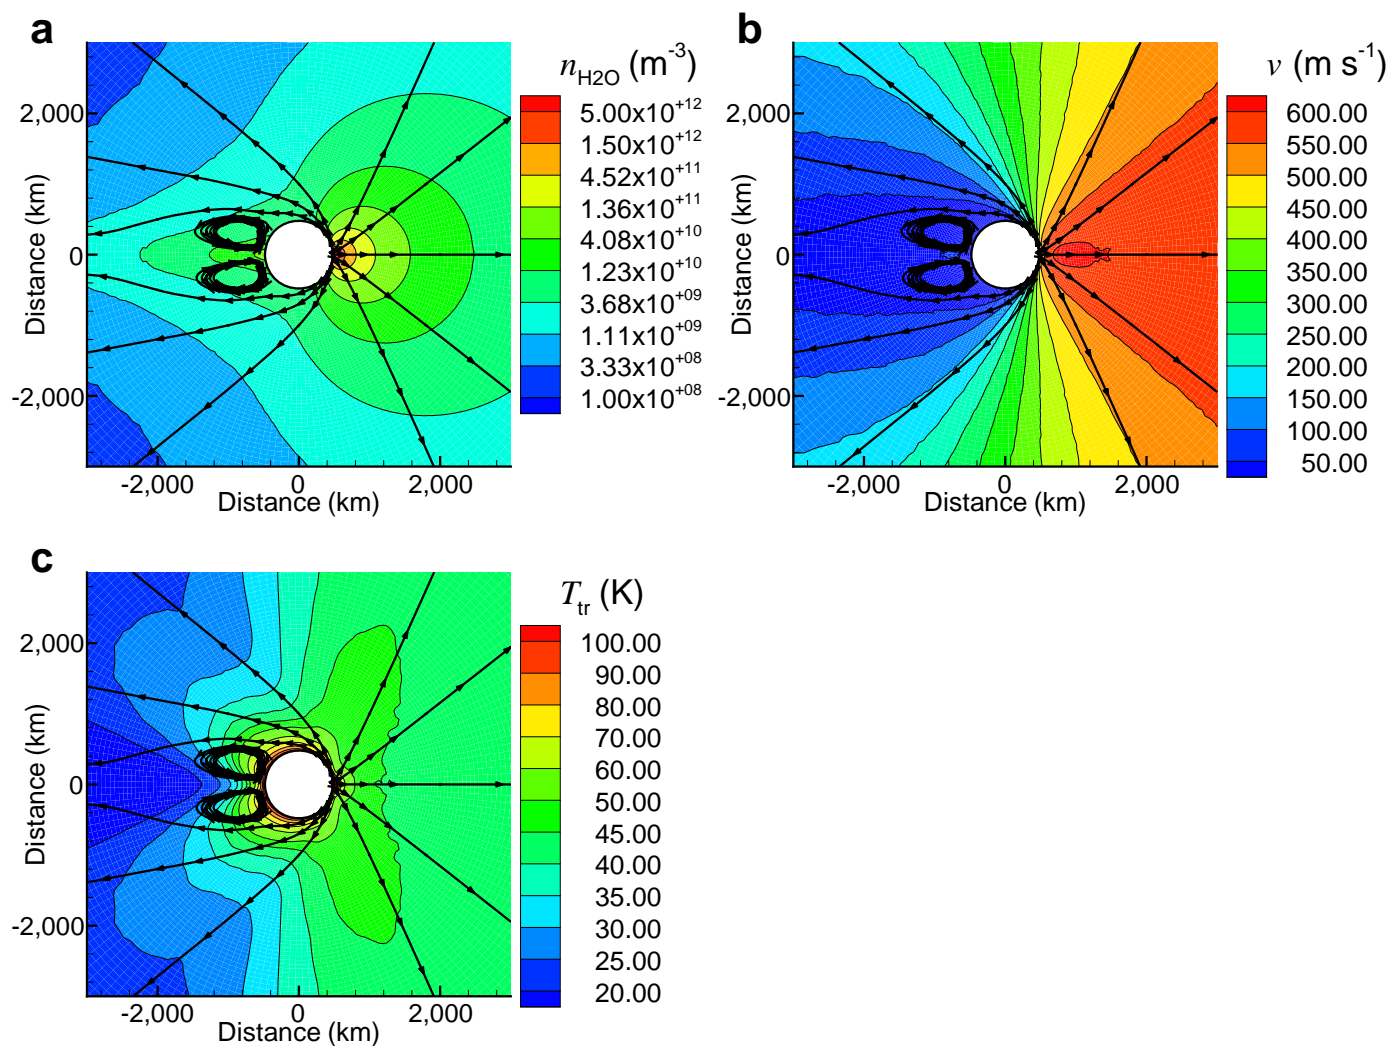 a
n_H2O (m^-3)
5.00x10^+12
1.50x10^+12
4.52x10^+11
1.36x10^+11
4.08x10^+10
1.23x10^+10
3.68x10^+09
1.11x10^+09
3.33x10^+08
1.00x10^+08
Distance (km)
2,000
0
-2,000
-2,000 0 2,000
Distance (km)
b
v (m s^-1)
600.00
550.00
500.00
450.00
400.00
350.00
300.00
250.00
200.00
150.00
100.00
50.00
Distance (km)
2,000
0
-2,000
-2,000 0 2,000
Distance (km)
c
T_tr (K)
100.00
90.00
80.00
70.00
60.00
50.00
45.00
40.00
35.00
30.00
25.00
20.00
Distance (km)
2,000
0
-2,000
-2,000 0 2,000
Distance (km)